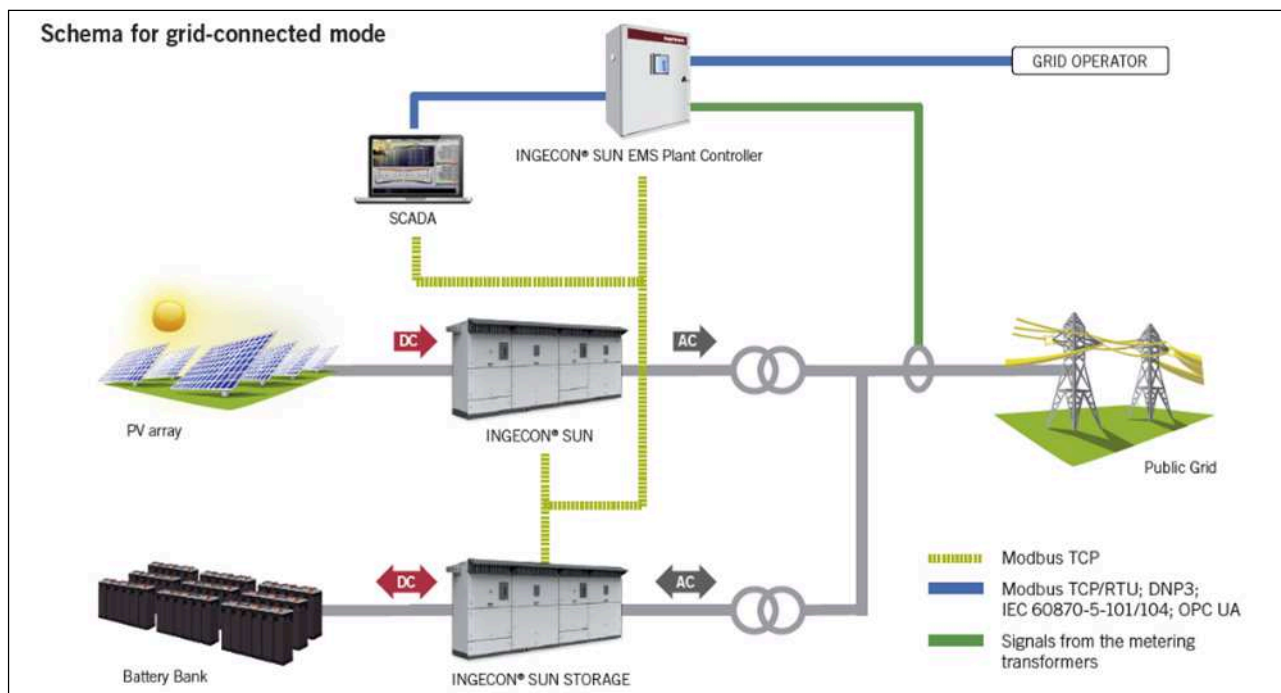 Schema for grid-connected mode
GRID OPERATOR
INGECON® SUN EMS Plant Controller
SCADA
DC
AC
PV array
INGECON® SUN
Public Grid
DC
AC
Battery Bank
INGECON® SUN STORAGE
Modbus TCP
Modbus TCP/RTU; DNP3;
IEC 60870-5-101/104; OPC UA
Signals from the metering
transformers